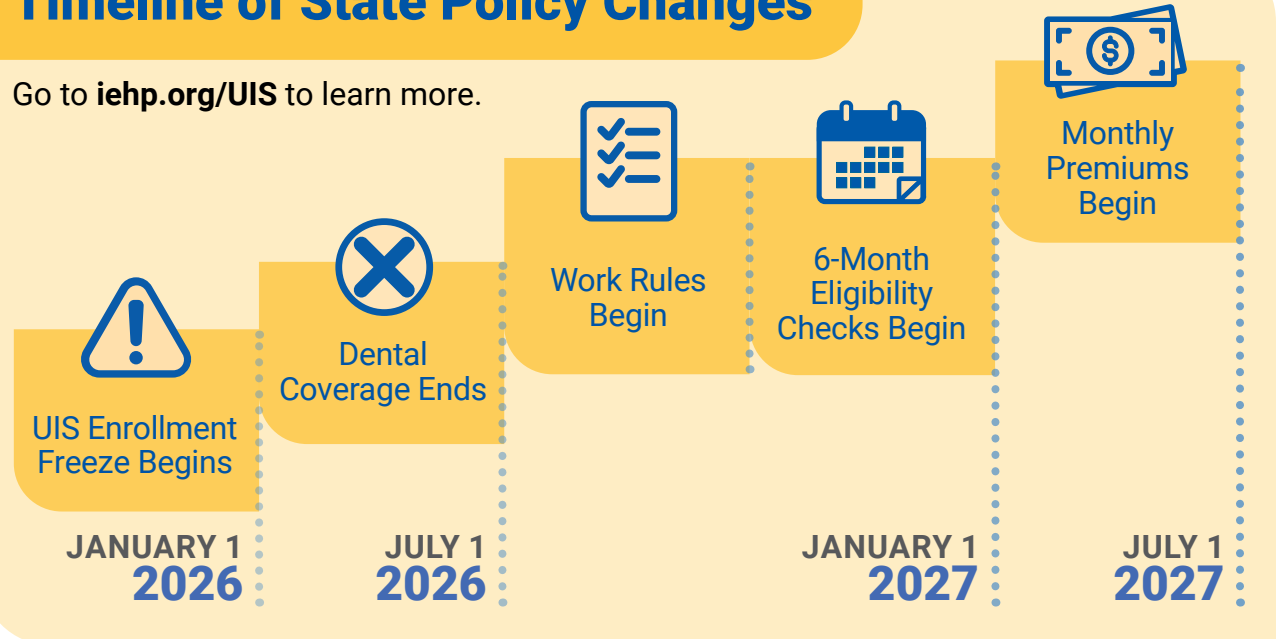 Timeline of State Policy Changes
Go to iehp.org/UIS to learn more.
UIS Enrollment
Freeze Begins
JANUARY 1
2026
Dental
Coverage Ends
JULY 1
2026
Work Rules
Begin
6-Month
Eligibility
Checks Begin
JANUARY 1
2027
Monthly
Premiums
Begin
JULY 1
2027